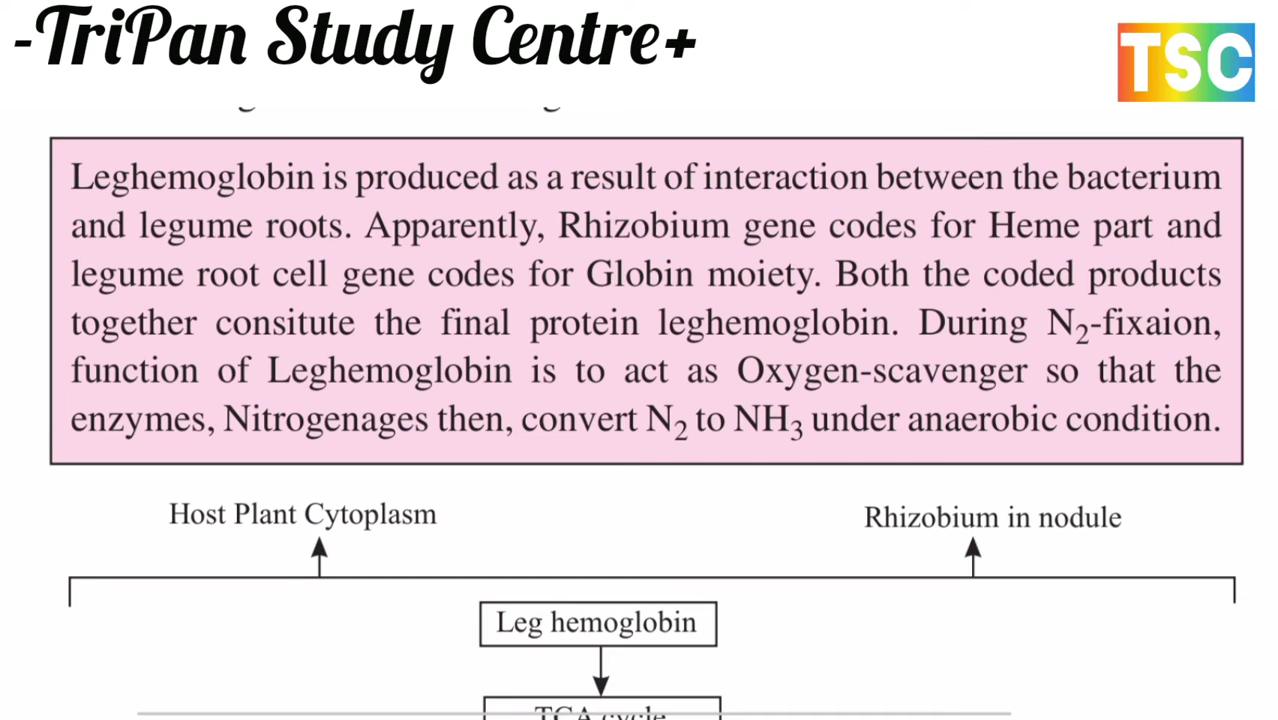 -TriPan Study Centre+
TSC
Leghemoglobin is produced as a result of interaction between the bacterium
and legume roots. Apparently, Rhizobium gene codes for Heme part and
legume root cell gene codes for Globin moiety. Both the coded products
together consitute the final protein leghemoglobin. During N₂-fixaion,
function of Leghemoglobin is to act as Oxygen-scavenger so that the
enzymes, Nitrogenages then, convert N₂ to NH₃ under anaerobic condition.
Host Plant Cytoplasm
Rhizobium in nodule
Leg hemoglobin
TCA cycle